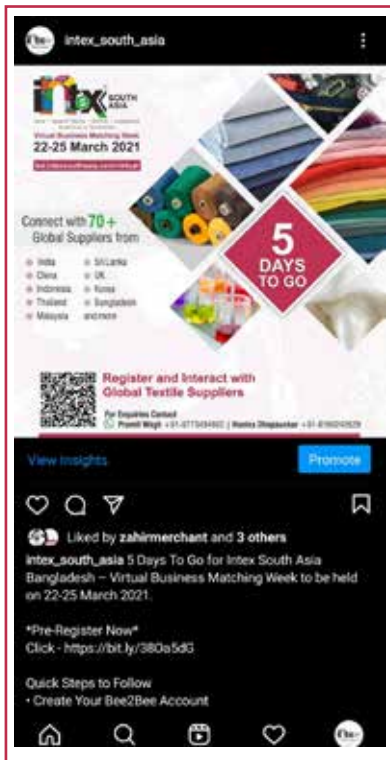 intex_south_asia
intex SOUTH ASIA
Virtual Business Matching Week
22-25 March 2021
Connect with 70+
Global Suppliers from
India
China
Indonesia
Thailand
Malaysia
Sri Lanka
UK
Korea
Bangladesh
and more
5
DAYS
TO GO
Register and Interact with
Global Textile Suppliers
For Enquiries Contact
View Insights
Promote
Liked by zahirmerchant and 3 others
intex_south_asia 5 Days To Go for Intex South Asia
Bangladesh – Virtual Business Matching Week to be held
on 22-25 March 2021.
*Pre-Register Now*
Click - https://bit.ly/38Oa5dG
Quick Steps to Follow
• Create Your Bee2Bee Account